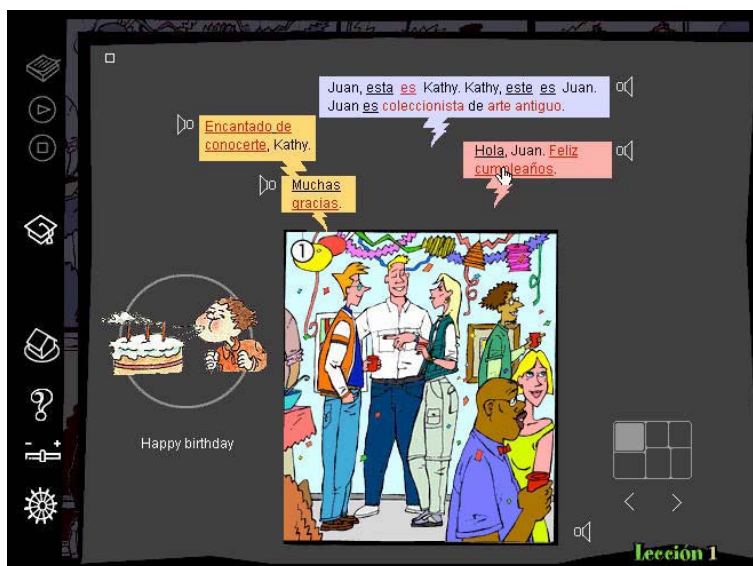 Juan, esta es Kathy. Kathy, este es Juan.
Juan es coleccionista de arte antiguo.
Encantado de
conocerte, Kathy.
Hola, Juan. Feliz
cumpleaños.
Muchas
gracias.
1
Happy birthday
Lección 1